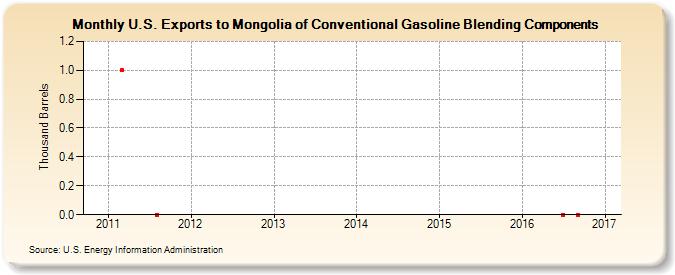 Monthly U.S. Exports to Mongolia of Conventional Gasoline Blending Components
Thousand Barrels
1.2
1.0
0.8
0.6
0.4
0.2
0.0
2011 2012 2013 2014 2015 2016 2017
Source: U.S. Energy Information Administration